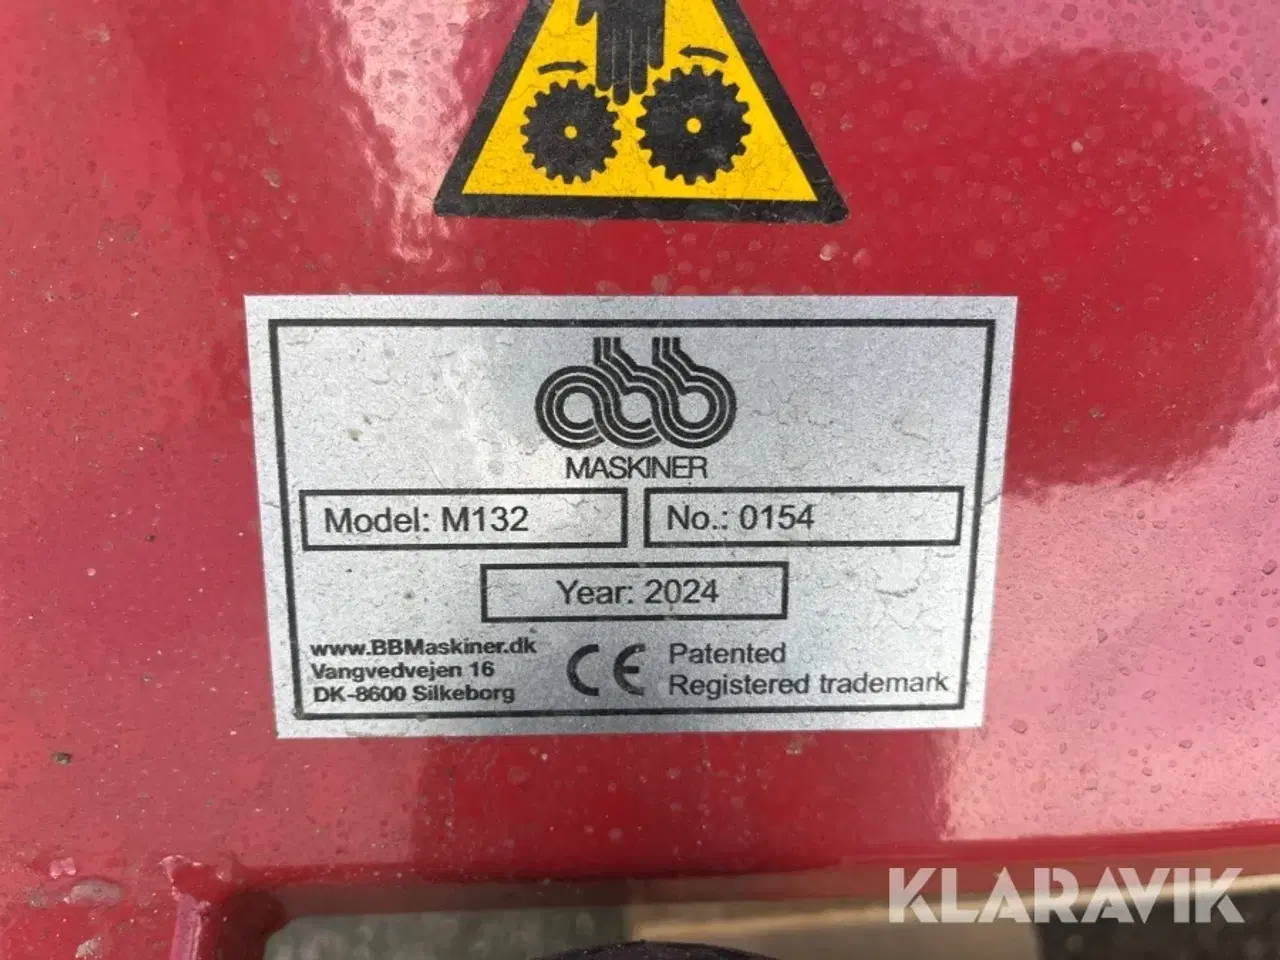 abb
MASKINER
Model: M132
No.: 0154
Year: 2024
www.BBMaskiner.dk
Vangvedvejen 16
DK-8600 Silkeborg
CE
Patented
Registered trademark
KLARAVIK